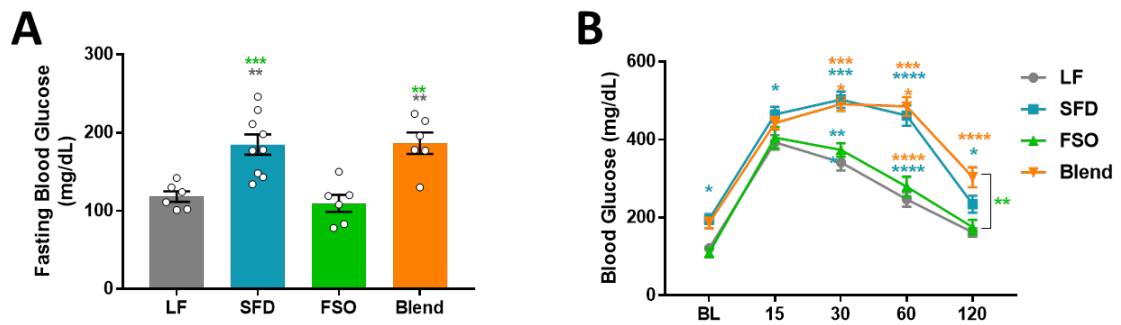 A
Fasting Blood Glucose
(mg/dL)
300
200
100
0
***
**
**
**
LF
SFD
FSO
Blend
B
Blood Glucose (mg/dL)
600
400
200
0
*
*
***
***
*
**
*
***
****
*
****
****
****
*
**
BL
15
30
60
120
LF
SFD
FSO
Blend